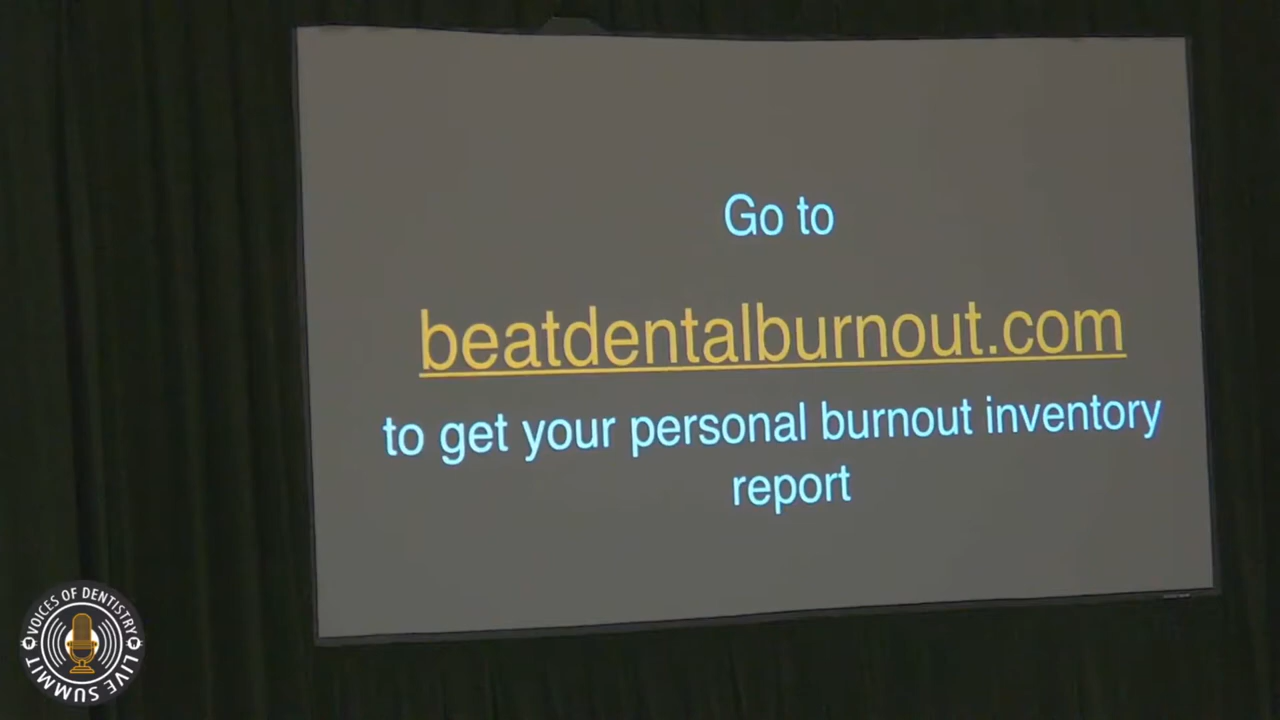 Go to
beatdentalburnout.com
to get your personal burnout inventory
report
VOICES OF DENTISTRY
LIVE SUMMIT